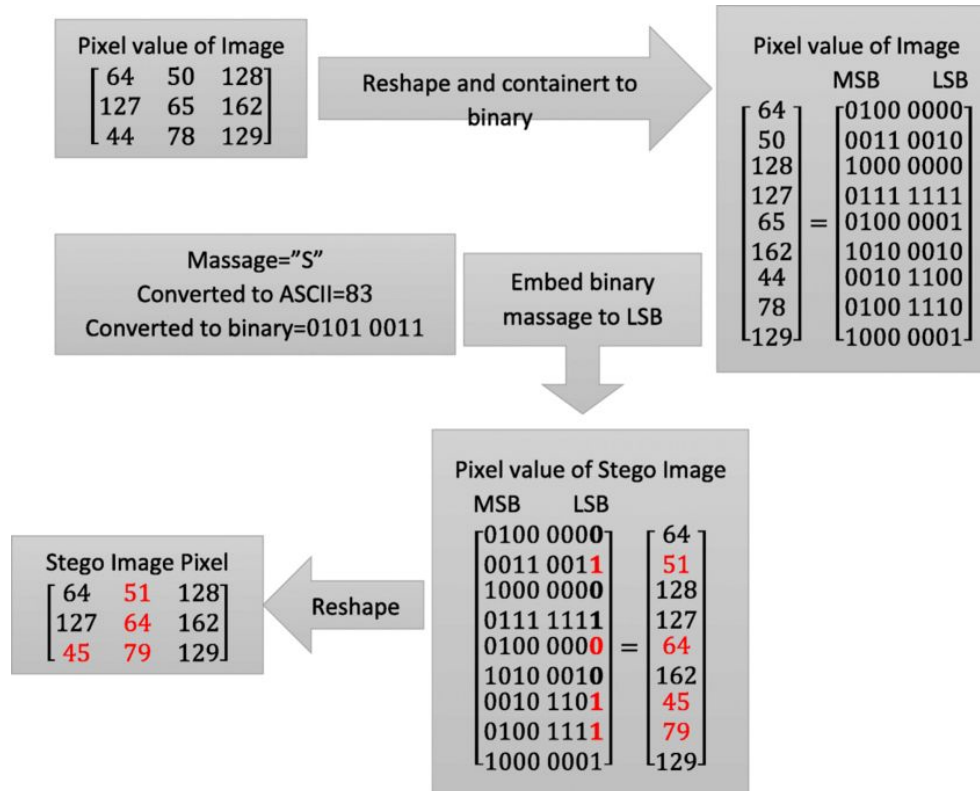 Pixel value of Image
[ 64 50 128 ]
[ 127 65 162 ]
[ 44 78 129 ]
Reshape and containert to
binary
Pixel value of Image
MSB LSB
64 0100 0000
50 0011 0010
128 1000 0000
127 0111 1111
65 = 0100 0001
162 1010 0010
44 0010 1100
78 0100 1110
129 1000 0001
Massage=”S”
Converted to ASCII=83
Converted to binary=0101 0011
Embed binary
massage to LSB
Pixel value of Stego Image
MSB LSB
0100 0000 64
0011 0011 51
1000 0000 128
0111 1111 127
0100 0000 = 64
1010 0010 162
0010 1101 45
0100 1111 79
1000 0001 129
Reshape
Stego Image Pixel
[ 64 51 128 ]
[ 127 64 162 ]
[ 45 79 129 ]